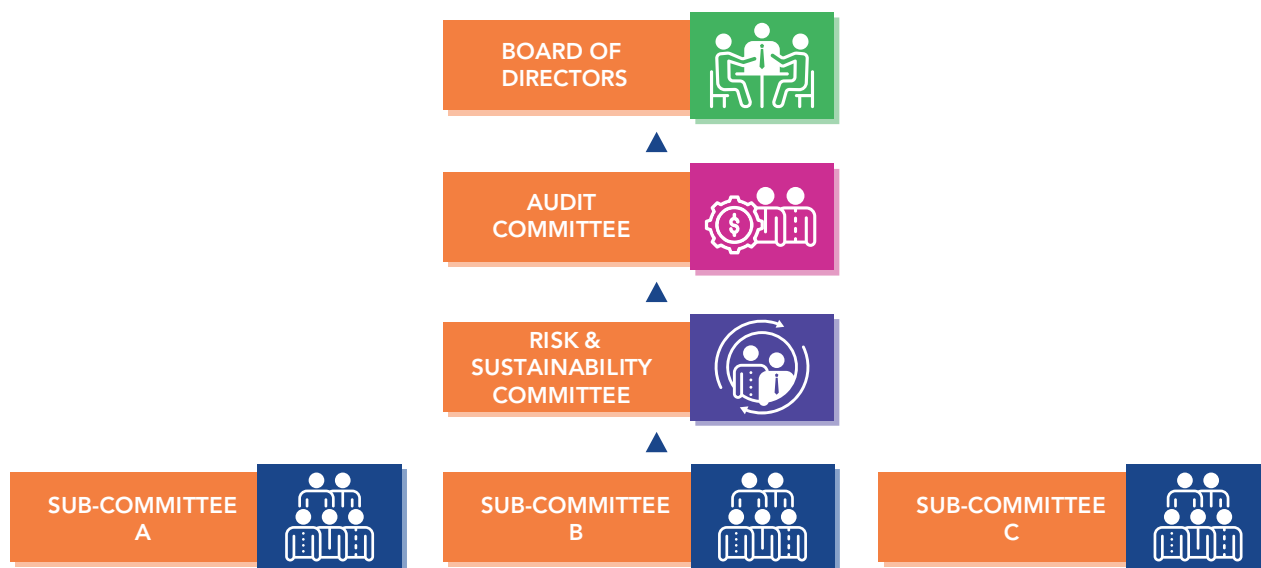 BOARD OF
DIRECTORS
AUDIT
COMMITTEE
RISK &
SUSTAINABILITY
COMMITTEE
SUB-COMMITTEE
A
SUB-COMMITTEE
B
SUB-COMMITTEE
C
$